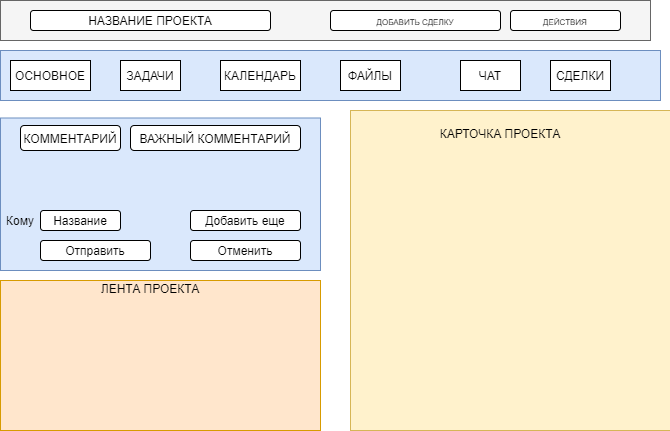 НАЗВАНИЕ ПРОЕКТА
ДОБАВИТЬ СДЕЛКУ
ДЕЙСТВИЯ
ОСНОВНОЕ
ЗАДАЧИ
КАЛЕНДАРЬ
ФАЙЛЫ
ЧАТ
СДЕЛКИ
КОММЕНТАРИЙ
ВАЖНЫЙ КОММЕНТАРИЙ
КАРТОЧКА ПРОЕКТА
Кому
Название
Добавить еще
Отправить
Отменить
ЛЕНТА ПРОЕКТА